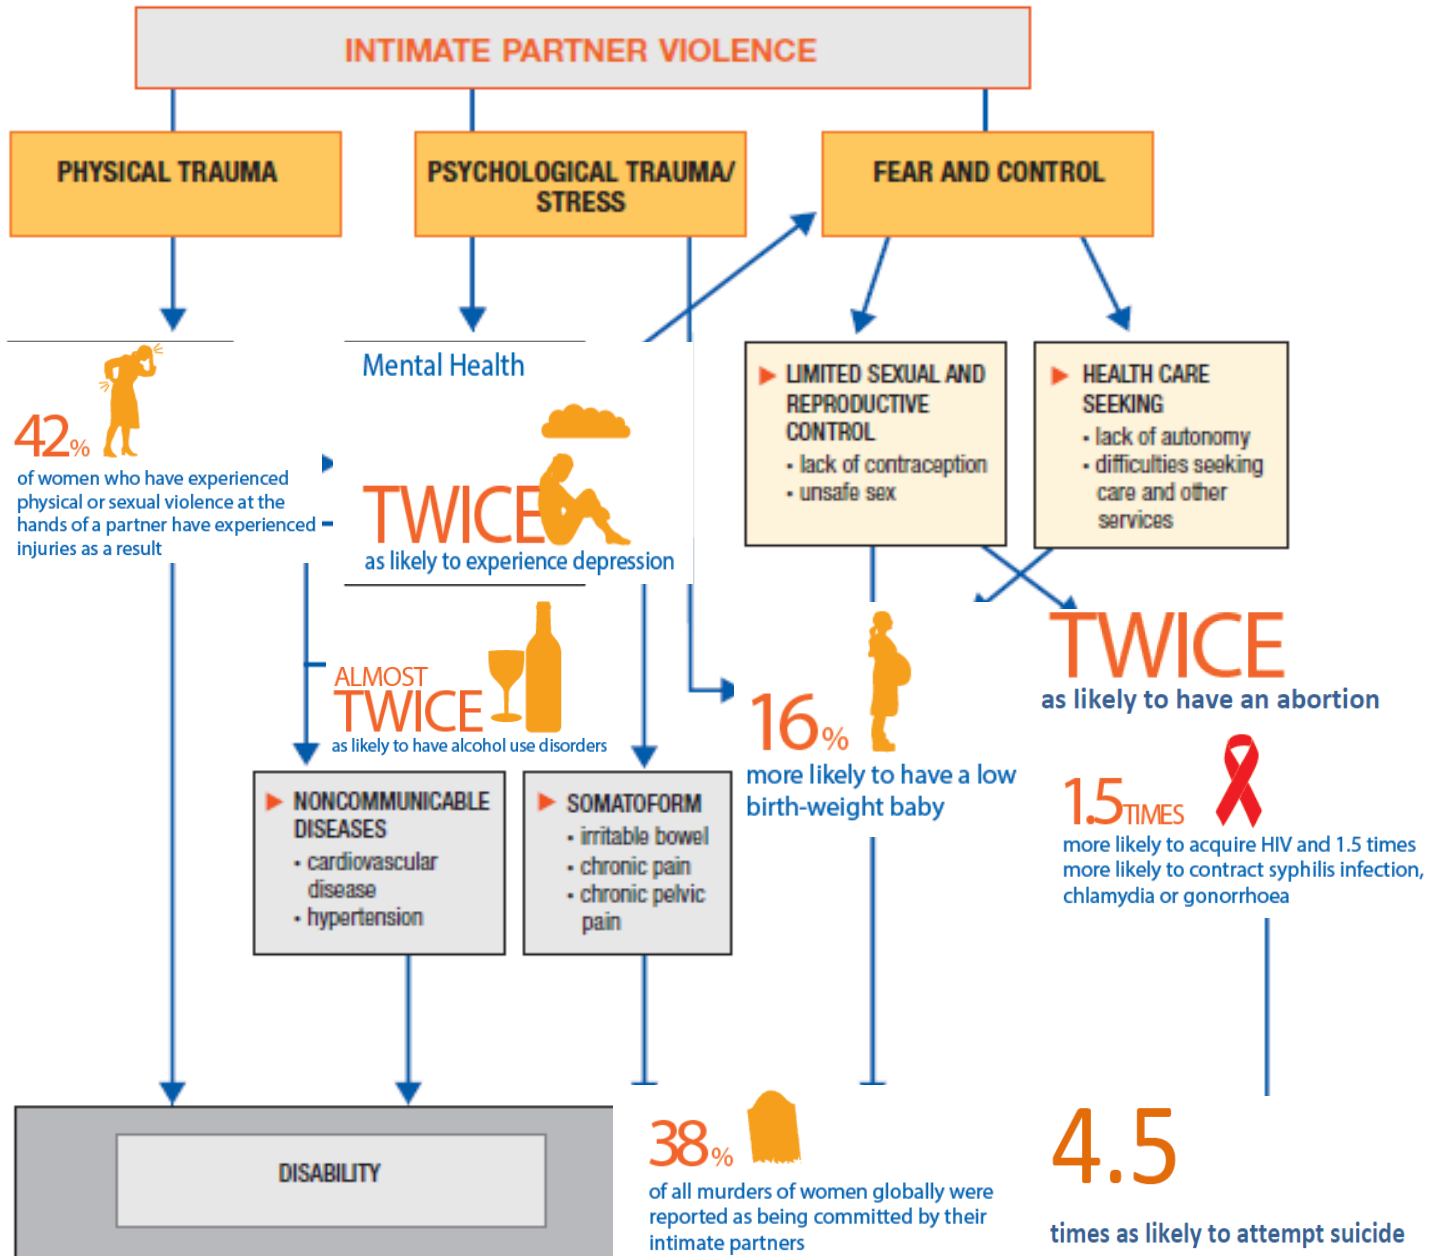 INTIMATE PARTNER VIOLENCE
PHYSICAL TRAUMA
PSYCHOLOGICAL TRAUMA/
STRESS
FEAR AND CONTROL
42%
of women who have experienced
physical or sexual violence at the
hands of a partner have experienced
injuries as a result
Mental Health
TWICE
as likely to experience depression
LIMITED SEXUAL AND
REPRODUCTIVE
CONTROL
• lack of contraception
• unsafe sex
HEALTH CARE
SEEKING
• lack of autonomy
• difficulties seeking
care and other
services
ALMOST
TWICE
as likely to have alcohol use disorders
16%
more likely to have a low
birth-weight baby
TWICE
as likely to have an abortion
1.5 TIMES
more likely to acquire HIV and 1.5 times
more likely to contract syphilis infection,
chlamydia or gonorrhoea
NONCOMMUNICABLE
DISEASES
• cardiovascular
disease
• hypertension
SOMATOFORM
• irritable bowel
• chronic pain
• chronic pelvic
pain
DISABILITY
38%
of all murders of women globally were
reported as being committed by their
intimate partners
4.5
times as likely to attempt suicide